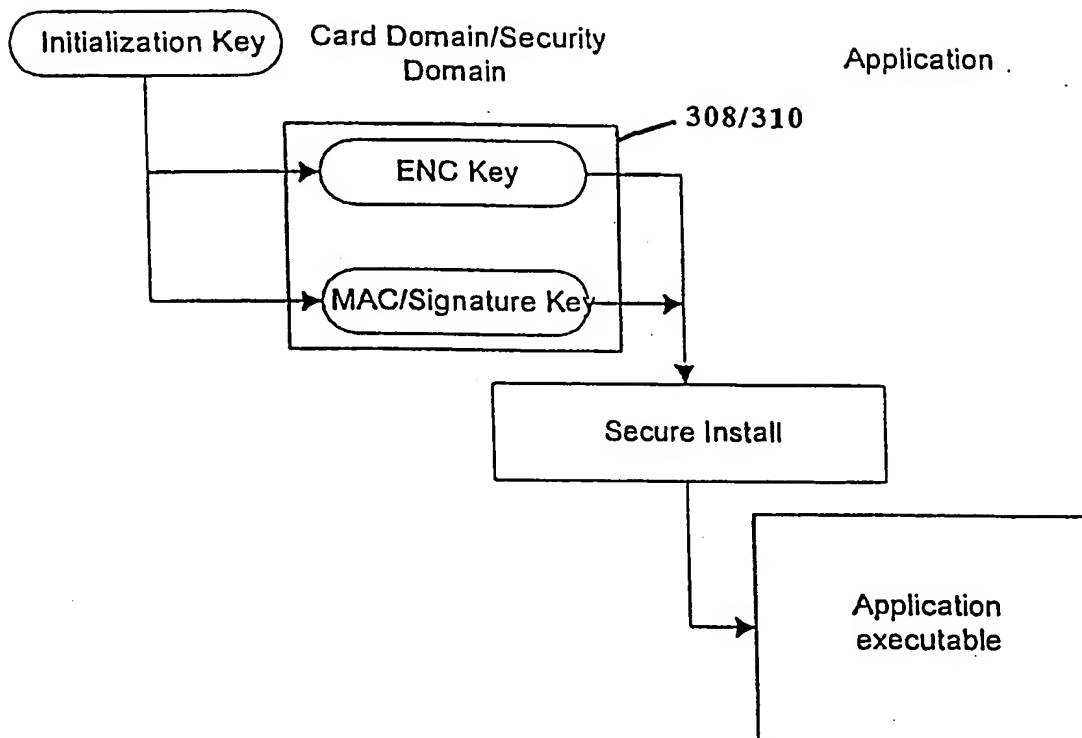 Initialization Key
Card Domain/Security
Domain
Application
308/310
ENC Key
MAC/Signature Key
Secure Install
Application
executable